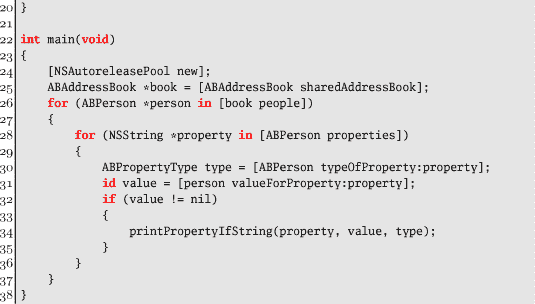 20 }
21
22 int main(void)
23 {
24     [NSAutoreleasePool new];
25     ABAddressBook *book = [ABAddressBook sharedAddressBook];
26     for (ABPerson *person in [book people])
27     {
28         for (NSString *property in [ABPerson properties])
29         {
30             ABPropertyType type = [ABPerson typeOfProperty:property];
31             id value = [person valueForProperty:property];
32             if (value != nil)
33             {
34                 printPropertyIfString(property, value, type);
35             }
36         }
37     }
38 }